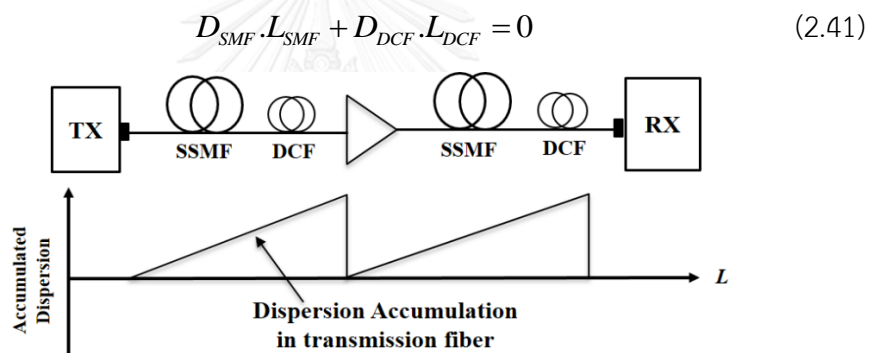 D_SMF.L_SMF + D_DCF.L_DCF = 0 (2.41)
TX
SSMF
DCF
SSMF
DCF
RX
Accumulated
Dispersion
L
Dispersion Accumulation
in transmission fiber